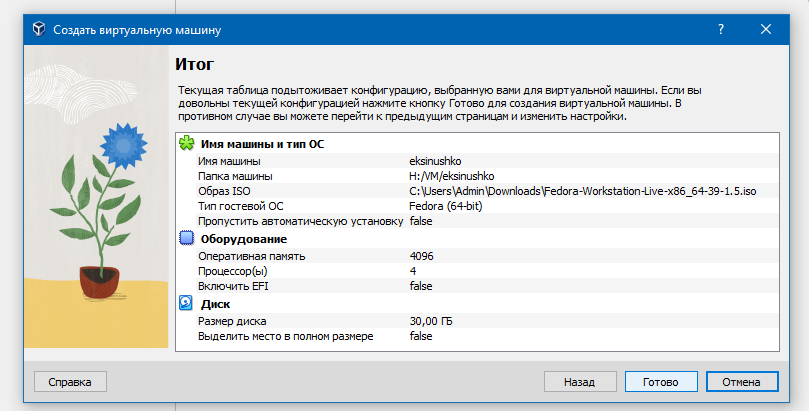 Создать виртуальную машину
?
Итог
Текущая таблица подытоживает конфигурацию, выбранную вами для виртуальной машины. Если вы
довольны текущей конфигурацией нажмите кнопку Готово для создания виртуальной машины. В
противном случае вы можете перейти к предыдущим страницам и изменить настройки.
Имя машины и тип ОС
Имя машины eksinushko
Папка машины H:/VM/eksinushko
Образ ISO C:\Users\Admin\Downloads\Fedora-Workstation-Live-x86_64-39-1.5.iso
Тип гостевой ОС Fedora (64-bit)
Пропустить автоматическую установку false
Оборудование
Оперативная память 4096
Процессор(ы) 4
Включить EFI false
Диск
Размер диска 30,00 ГБ
Выделить место в полном размере false
Справка Назад Готово Отмена